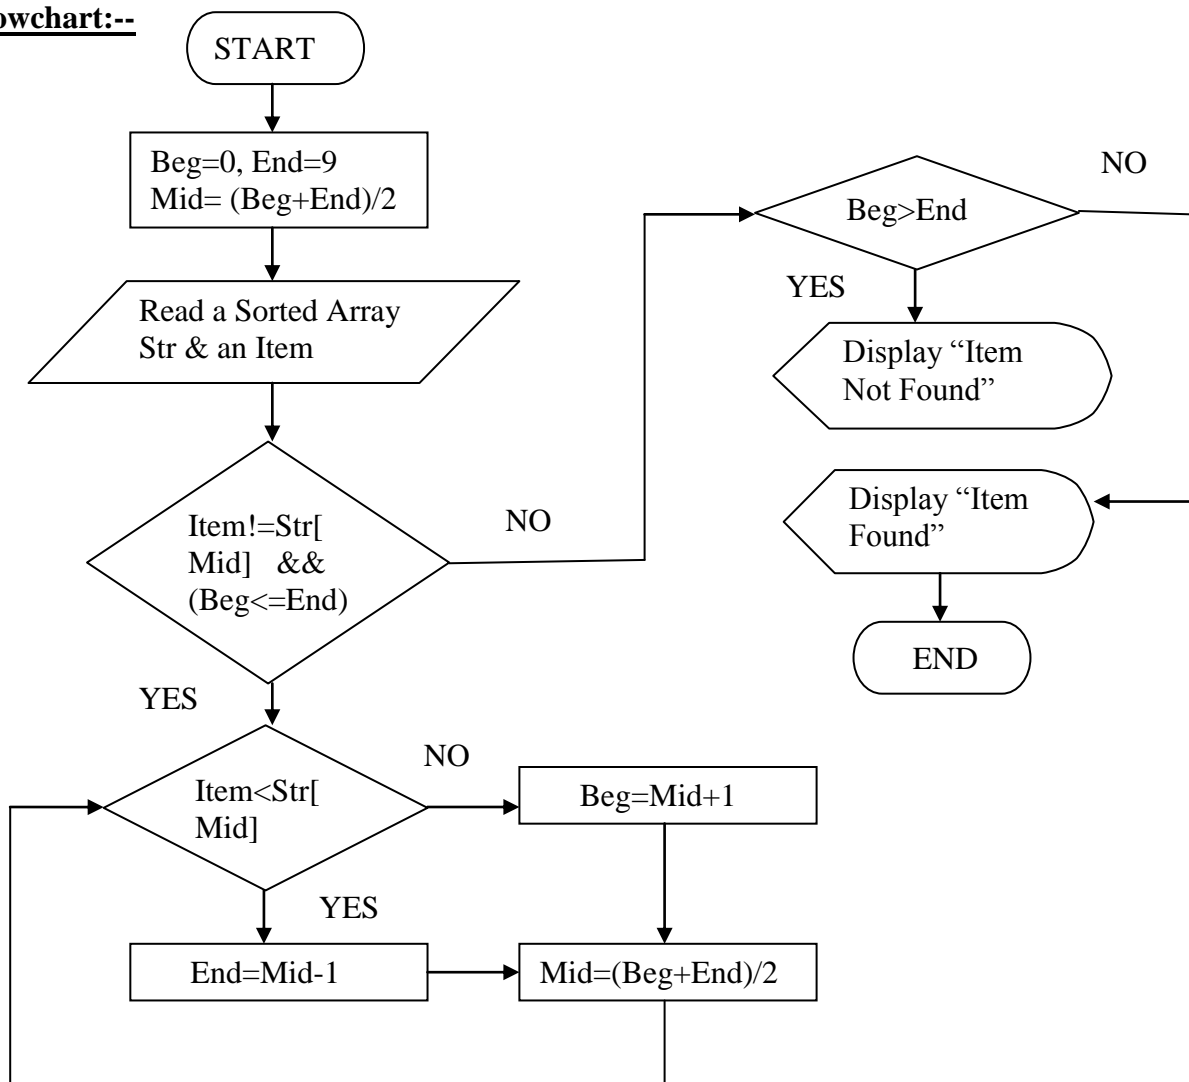 owchart:--
START
Beg=0, End=9
Mid= (Beg+End)/2
Read a Sorted Array
Str & an Item
Item!=Str[
Mid]   &&
(Beg<=End)
NO
YES
Item<Str[
Mid]
NO
Beg=Mid+1
YES
End=Mid-1
Mid=(Beg+End)/2
Beg>End
NO
YES
Display “Item
Not Found”
Display “Item
Found”
END